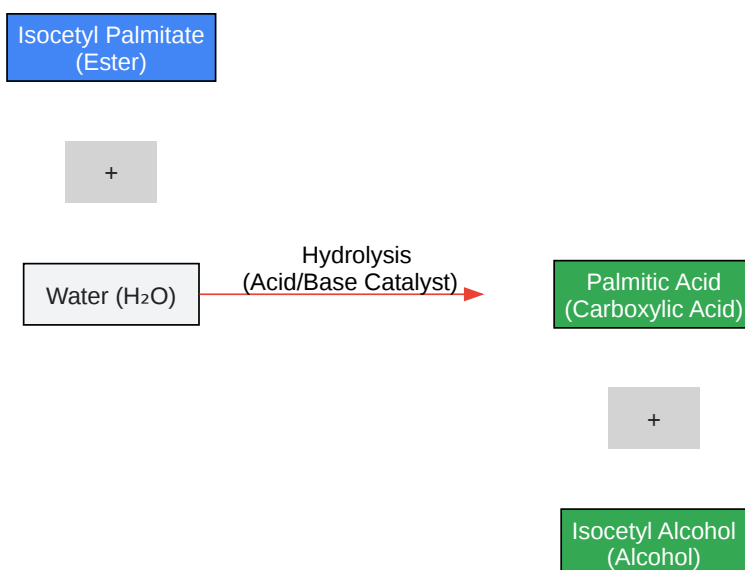 Isocetyl Palmitate
(Ester)
+
Water (H₂O)
Hydrolysis
(Acid/Base Catalyst)
Palmitic Acid
(Carboxylic Acid)
+
Isocetyl Alcohol
(Alcohol)